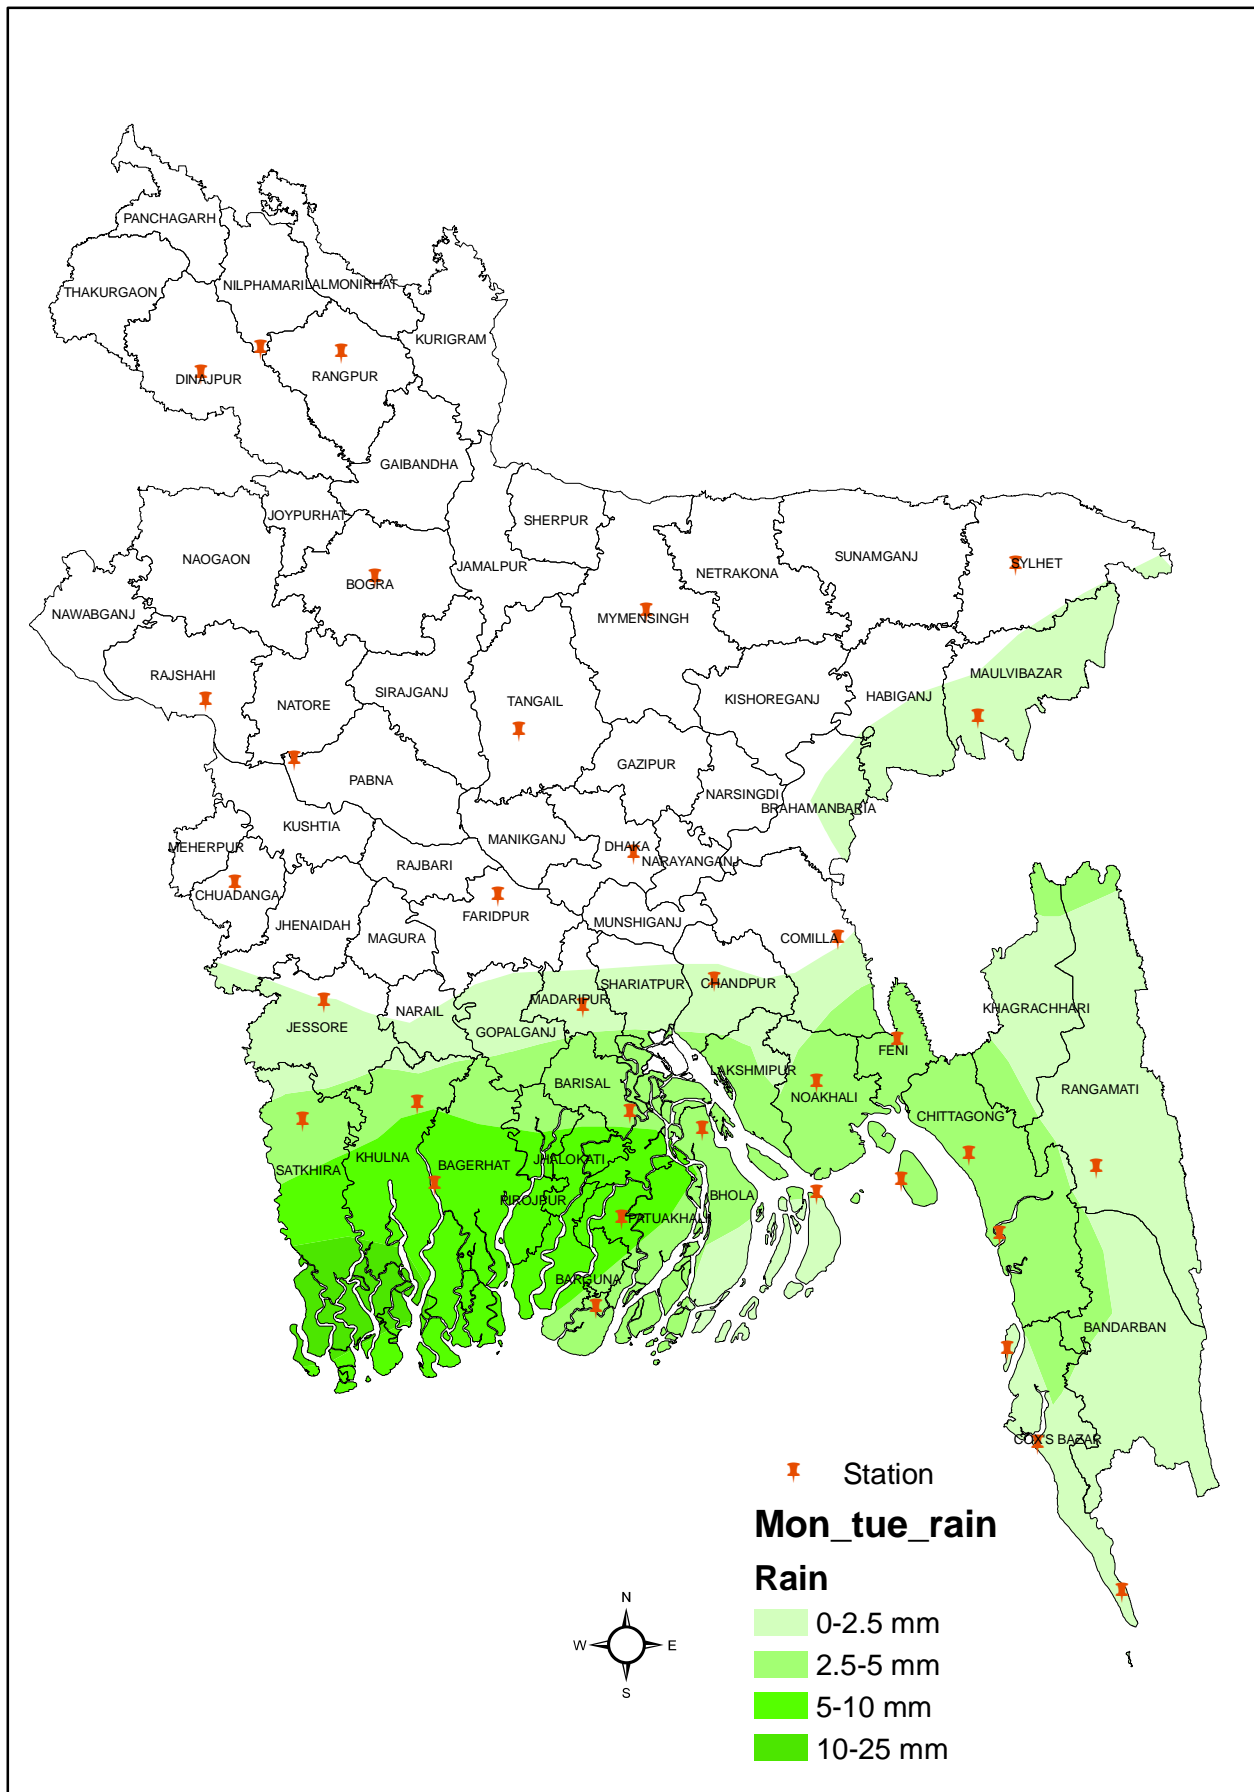 PANCHAGARH
THAKURGAON
NILPHAMARI
LALMONIRHAT
KURIGRAM
DINAJPUR
RANGPUR
GAIBANDHA
JOYPURHAT
SHERPUR
NAOGAON
JAMALPUR
NETRAKONA
SUNAMGANJ
SYLHET
BOGRA
NAWABGANJ
MYMENSINGH
RAJSHAHI
NATORE
SIRAJGANJ
TANGAIL
KISHOREGANJ
HABIGANJ
MAULVIBAZAR
PABNA
GAZIPUR
NARSINGDI
BRAHAMANBARIA
KUSHTIA
MEHERPUR
RAJBARI
MANIKGANJ
DHAKA
NARAYANGANJ
CHUADANGA
JHENAIDAH
MAGURA
FARIDPUR
MUNSHIGANJ
COMILLA
JESSORE
NARAIL
GOPALGANJ
MADARIPUR
SHARIATPUR
CHANDPUR
KHAGRACHHARI
BARISAL
LAKSHMIPUR
NOAKHALI
FENI
CHITTAGONG
RANGAMATI
SATKHIRA
KHULNA
BAGERHAT
JHALOKATI
PIROJPUR
PATUAKHALI
BHOLA
BARGUNA
BANDARBAN
COX'S BAZAR
Station
Mon_tue_rain
Rain
0-2.5 mm
2.5-5 mm
5-10 mm
10-25 mm
N
W E
S